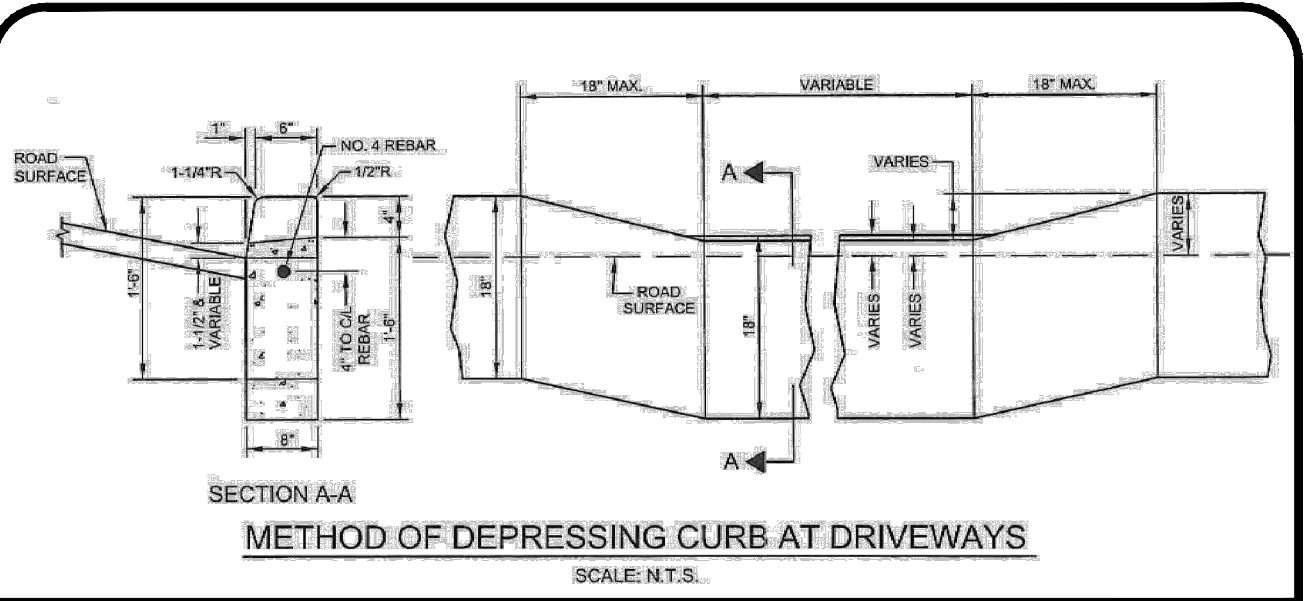 18" MAX.
VARIABLE
18" MAX.
1"
6"
NO. 4 REBAR
ROAD
SURFACE
1-1/4"R
1/2"R
VARIES
A
4"
VARIES
1'-6"
1-1/2" &
VARIABLE
4" TO C/L
REBAR
1'-6"
18"
ROAD
SURFACE
18"
VARIES
VARIES
8"
A
SECTION A-A
METHOD OF DEPRESSING CURB AT DRIVEWAYS
SCALE: N.T.S.